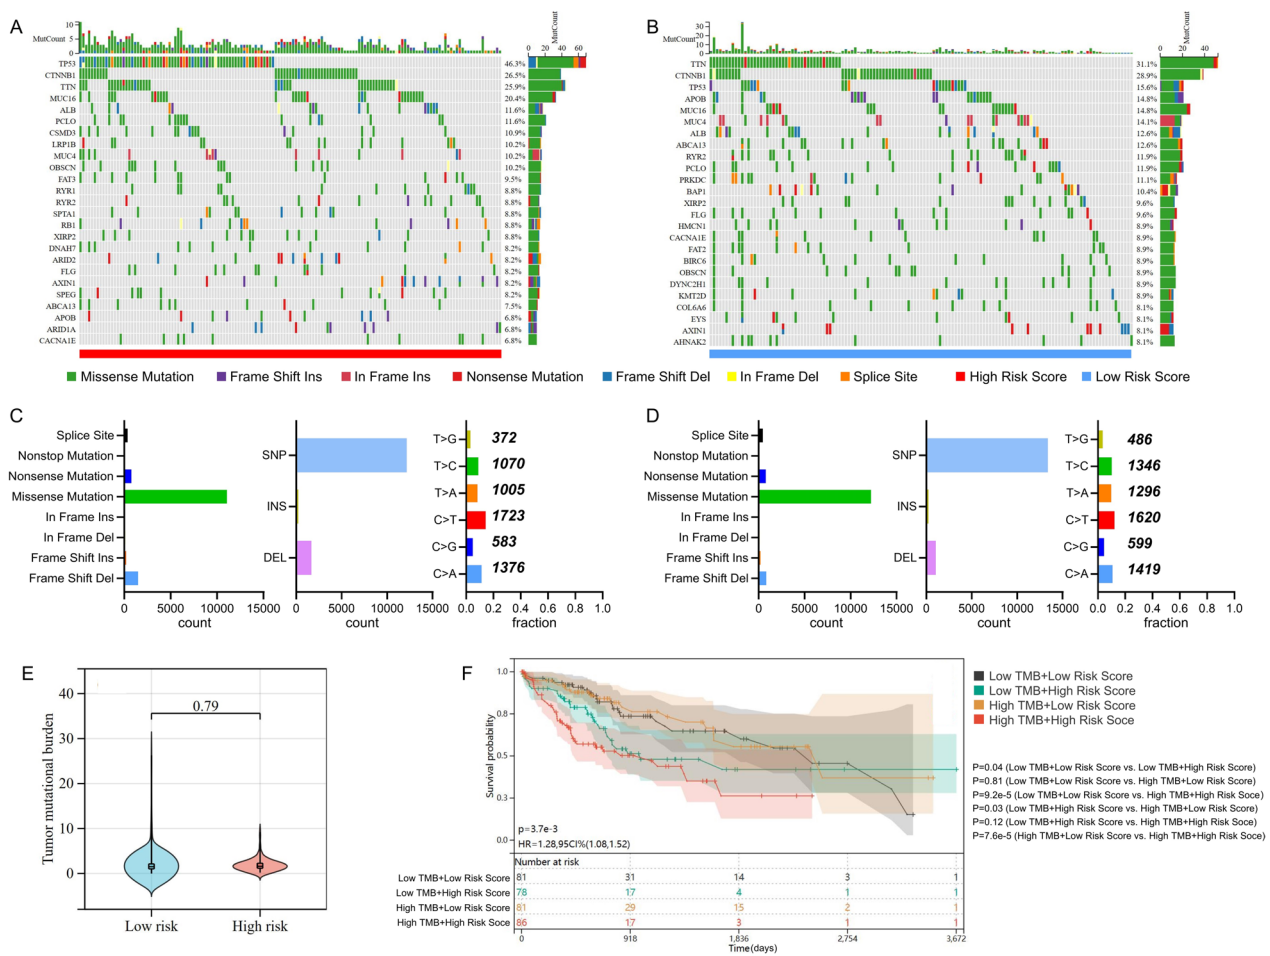 A
MutCount
10
5
0
MutCount
0 20 40 60
TP53 46.3%
CTNNB1 26.5%
TTN 25.9%
MUC16 20.4%
ALB 11.6%
PCLO 11.6%
CSMD3 10.9%
LRP1B 10.2%
MUC4 10.2%
OBSCN 10.2%
FAT3 9.5%
RYR1 8.8%
RYR2 8.8%
SPTA1 8.8%
RB1 8.8%
XIRP2 8.8%
DNAH7 8.2%
ARID2 8.2%
FLG 8.2%
AXIN1 8.2%
SPEG 8.2%
ABCA13 7.5%
APOB 6.8%
ARID1A 6.8%
CACNA1E 6.8%
B
MutCount
30
20
10
0
MutCount
0 20 40
TTN 31.1%
CTNNB1 28.9%
TP53 15.6%
APOB 14.8%
MUC16 14.8%
MUC4 14.1%
ALB 12.6%
ABCA13 12.6%
RYR2 11.9%
PCLO 11.9%
PRKDC 11.1%
BAP1 10.4%
XIRP2 9.6%
FLG 9.6%
HMCN1 8.9%
CACNA1E 8.9%
FAT2 8.9%
BIRC6 8.9%
OBSCN 8.9%
DYNC2H1 8.9%
KMT2D 8.9%
COL6A6 8.1%
EYS 8.1%
AXIN1 8.1%
AHNAK2 8.1%
Missense Mutation Frame Shift Ins In Frame Ins Nonsense Mutation Frame Shift Del In Frame Del Splice Site High Risk Score Low Risk Score
C
Splice Site
Nonstop Mutation
Nonsense Mutation
Missense Mutation
In Frame Ins
In Frame Del
Frame Shift Ins
Frame Shift Del
0 5000 10000 15000
count
SNP
INS
DEL
0 5000 10000 15000
count
T>G 372
T>C 1070
T>A 1005
C>T 1723
C>G 583
C>A 1376
0.0 0.2 0.4 0.6 0.8 1.0
fraction
D
Splice Site
Nonstop Mutation
Nonsense Mutation
Missense Mutation
In Frame Ins
In Frame Del
Frame Shift Ins
Frame Shift Del
0 5000 10000 15000
count
SNP
INS
DEL
0 5000 10000 15000
count
T>G 486
T>C 1346
T>A 1296
C>T 1620
C>G 599
C>A 1419
0.0 0.2 0.4 0.6 0.8 1.0
fraction
E
Tumor mutational burden
40
30
20
10
0
0.79
Low risk High risk
F
Survival probability
1.0
0.8
0.5
0.3
0.0
p=3.7e-3
HR=1.28,95CI%(1.08,1.52)
Low TMB+Low Risk Score
Low TMB+High Risk Score
High TMB+Low Risk Score
High TMB+High Risk Soce
P=0.04 (Low TMB+Low Risk Score vs. Low TMB+High Risk Score)
P=0.81 (Low TMB+Low Risk Score vs. High TMB+Low Risk Score)
P=9.2e-5 (Low TMB+Low Risk Score vs. High TMB+High Risk Soce)
P=0.03 (Low TMB+High Risk Score vs. High TMB+Low Risk Score)
P=0.12 (Low TMB+High Risk Score vs. High TMB+High Risk Soce)
P=7.6e-5 (High TMB+Low Risk Score vs. High TMB+High Risk Soce)
Number at risk
Low TMB+Low Risk Score 81 31 14 3 1
Low TMB+High Risk Score 78 17 4 1 1
High TMB+Low Risk Score 81 29 15 2 1
High TMB+High Risk Soce 86 17 3 1 1
0 918 1,836 2,754 3,672
Time(days)